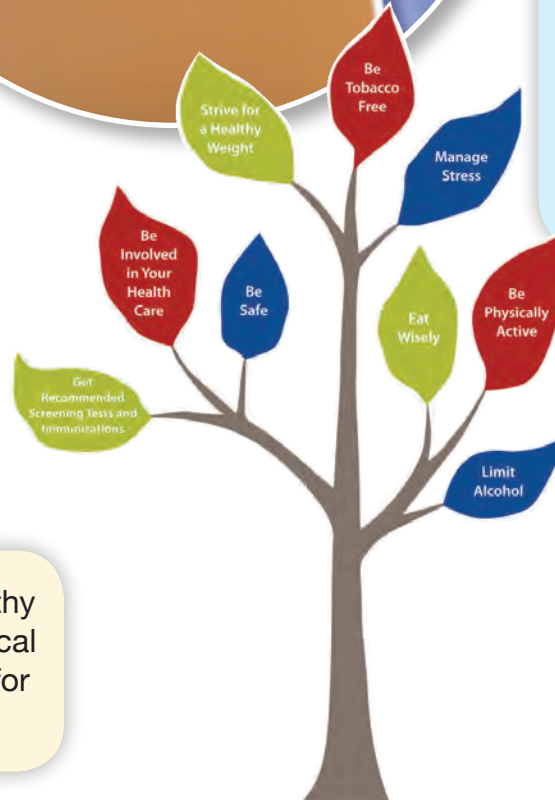 Be
Tobacco
Free
Strive for
a Healthy
Weight
Manage
Stress
Be
Involved
in Your
Health
Care
Be
Safe
Eat
Wisely
Be
Physically
Active
Get
Recommended
Screening Tests and
Immunizations
Limit
Alcohol
thy
cal
for